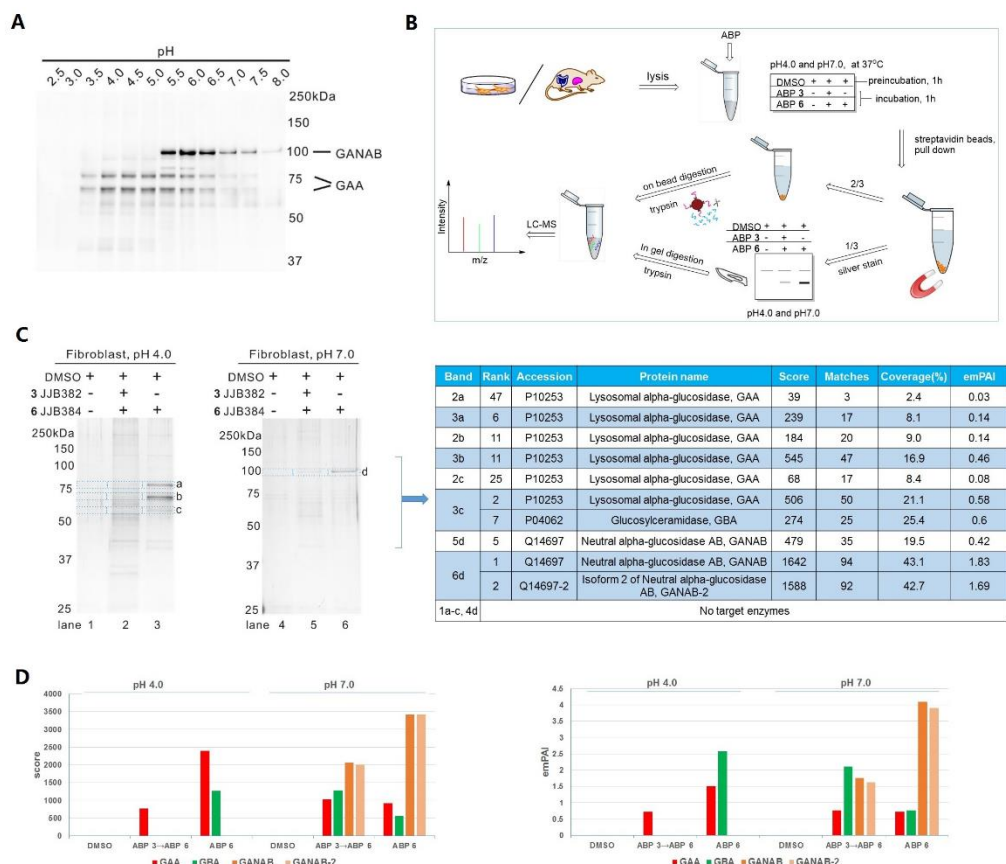 A
pH
2.5 3.0 3.5 4.0 4.5 5.0 5.5 6.0 6.5 7.0 7.5 8.0
250kDa
150
100
GANAB
75
GAA
50
37
B
ABP
lysis
pH4.0 and pH7.0, at 37°C
DMSO + + +
ABP 3 - + -
ABP 6 - + +
preincubation, 1h
incubation, 1h
streptavidin beads,
pull down
2/3
on bead digestion
trypsin
1/3
silver stain
DMSO + + +
ABP 3 - + -
ABP 6 - + +
In gel digestion
trypsin
pH4.0 and pH7.0
LC-MS
Intensity
m/z
C
Fibroblast, pH 4.0
DMSO + + +
3 JJB382 - + -
6 JJB384 - + +
250kDa
150
100
75
50
37
25
a
b
c
lane 1 2 3
Fibroblast, pH 7.0
DMSO + + +
3 JJB382 - + -
6 JJB384 - + +
250kDa
150
100
75
50
37
25
d
lane 4 5 6
Band Rank Accession Protein name Score Matches Coverage(%) emPAI
2a 47 P10253 Lysosomal alpha-glucosidase, GAA 39 3 2.4 0.03
3a 6 P10253 Lysosomal alpha-glucosidase, GAA 239 17 8.1 0.14
2b 11 P10253 Lysosomal alpha-glucosidase, GAA 184 20 9.0 0.14
3b 11 P10253 Lysosomal alpha-glucosidase, GAA 545 47 16.9 0.46
2c 25 P10253 Lysosomal alpha-glucosidase, GAA 68 17 8.4 0.08
3c 2 P10253 Lysosomal alpha-glucosidase, GAA 506 50 21.1 0.58
7 P04062 Glucosylceramidase, GBA 274 25 25.4 0.6
5d 5 Q14697 Neutral alpha-glucosidase AB, GANAB 479 35 19.5 0.42
6d 1 Q14697 Neutral alpha-glucosidase AB, GANAB 1642 94 43.1 1.83
2 Q14697-2 Isoform 2 of Neutral alpha-glucosidase AB, GANAB-2 1588 92 42.7 1.69
1a-c, 4d No target enzymes
D
pH 4.0 pH 7.0
score
4000
3500
3000
2600
2000
1600
1000
600
0
DMSO ABP 3→ABP 6 ABP 6 DMSO ABP 3→ABP 6 ABP 6
GAA GBA GANAB GANAB-2
pH 4.0 pH 7.0
emPAI
4.5
4
3.5
3
2.5
2
1.5
1
0.5
0
DMSO ABP 3→ABP 6 ABP 6 DMSO ABP 3→ABP 6 ABP 6
GAA GBA GANAB GANAB-2